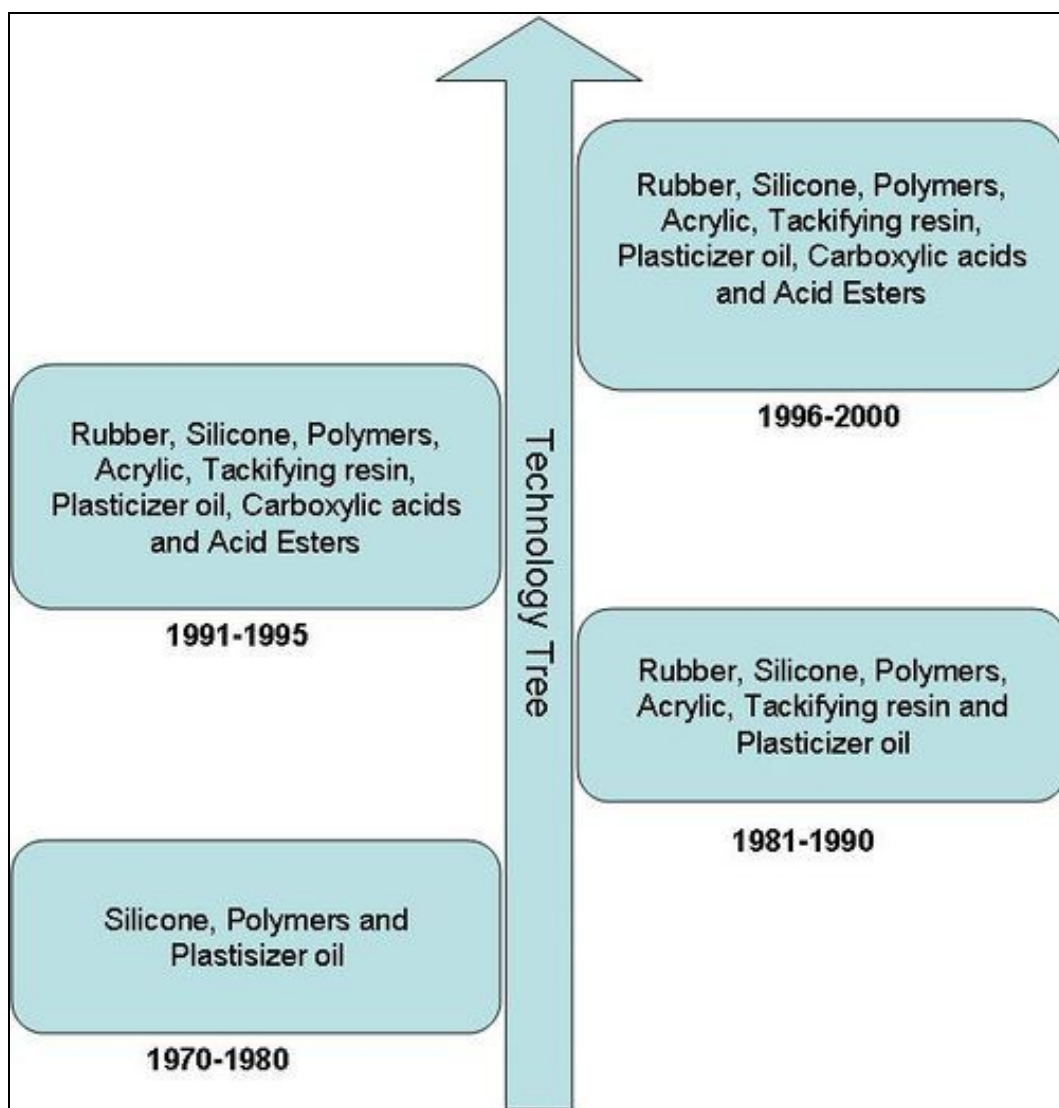 Rubber, Silicone, Polymers,
Acrylic, Tackifying resin,
Plasticizer oil, Carboxylic acids
and Acid Esters
1996-2000
Rubber, Silicone, Polymers,
Acrylic, Tackifying resin,
Plasticizer oil, Carboxylic acids
and Acid Esters
1991-1995
Technology Tree
Rubber, Silicone, Polymers,
Acrylic, Tackifying resin and
Plasticizer oil
1981-1990
Silicone, Polymers and
Plastisizer oil
1970-1980